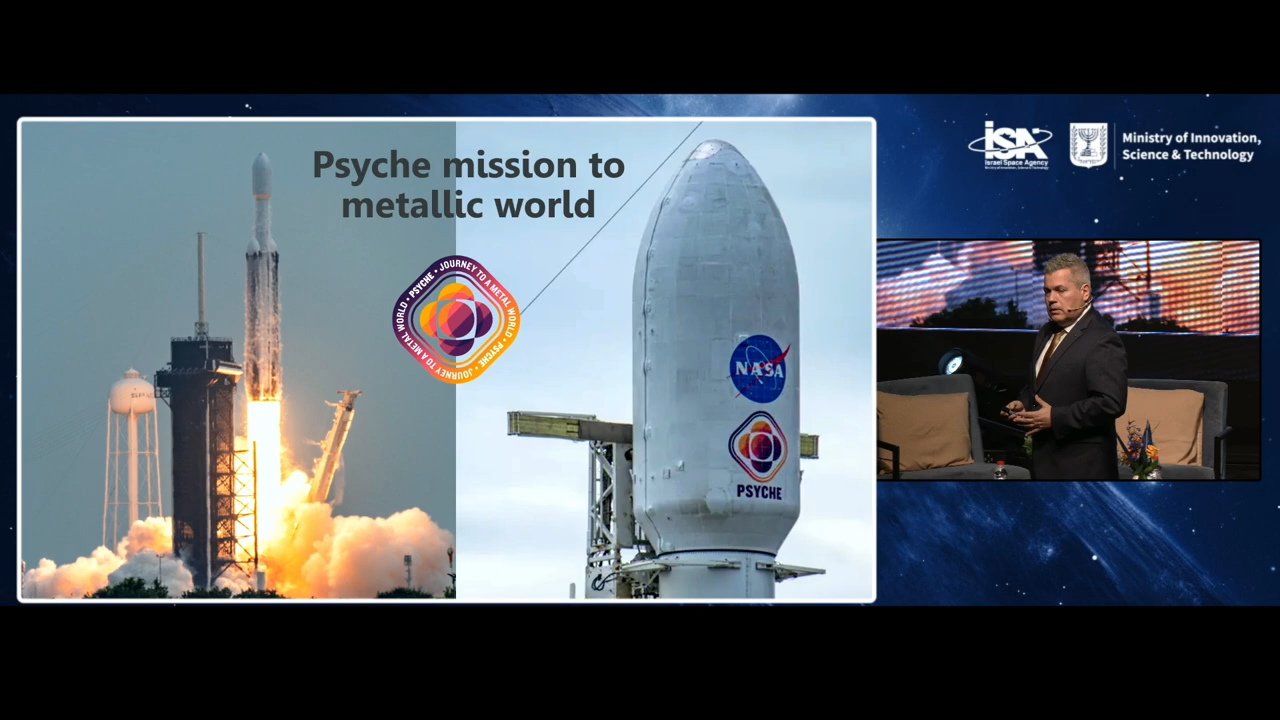 Psyche mission to
metallic world
PSYCHE • JOURNEY TO A METAL WORLD • PSYCHE • JOURNEY TO A METAL WORLD •
NASA
PSYCHE
iSA
Israel Space Agency
Ministry of Innovation,
Science & Technology